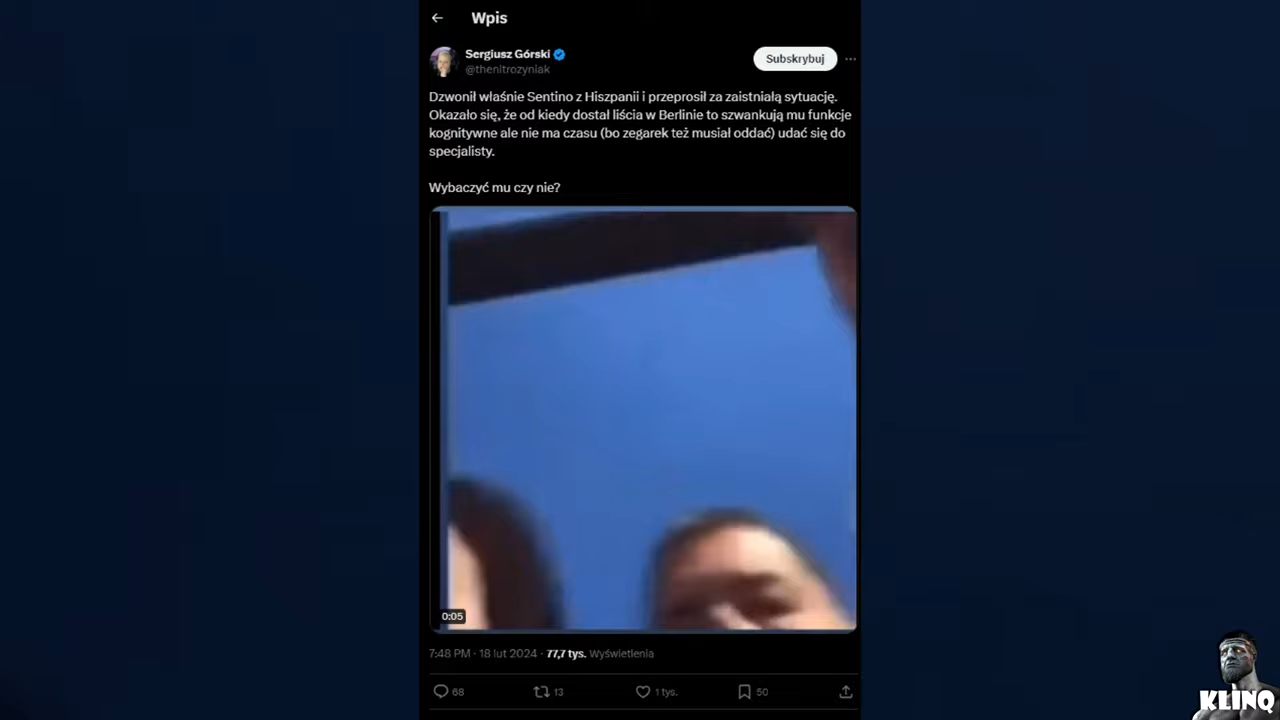 Wpis
Sergiusz Górski
@thenitrozyniak
Subskrybuj
Dzwonił właśnie Sentino z Hiszpanii i przeprosił za zaistniałą sytuację.
Okazało się, że od kiedy dostał liścia w Berlinie to szwankują mu funkcje
kognitywne ale nie ma czasu (bo zegarek też musiał oddać) udać się do
specjalisty.
Wybaczyć mu czy nie?
0:05
7:48 PM · 18 lut 2024 · 77,7 tys. Wyświetlenia
68 13 1 tys. 50
KLINQ